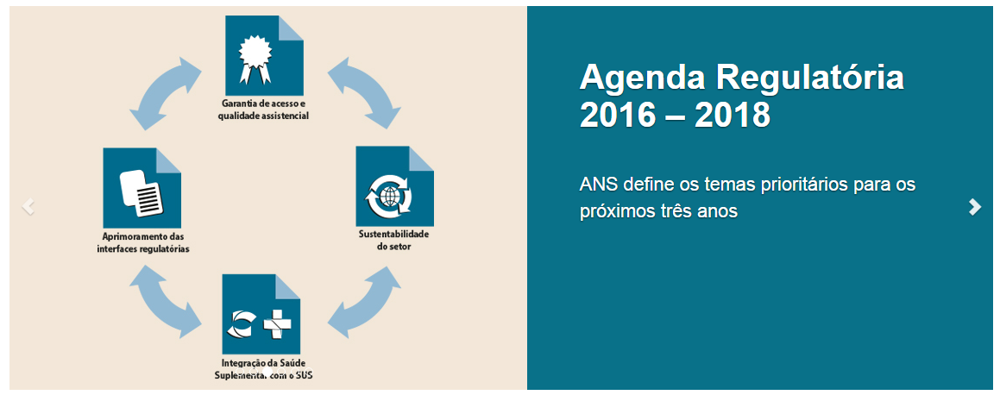 Garantia de acesso e
qualidade assistencial
Aprimoramento das
interfaces regulatórias
Sustentabilidade
do setor
Integração da Saúde
Suplementar com o SUS
Agenda Regulatória
2016 – 2018
ANS define os temas prioritários para os
próximos três anos